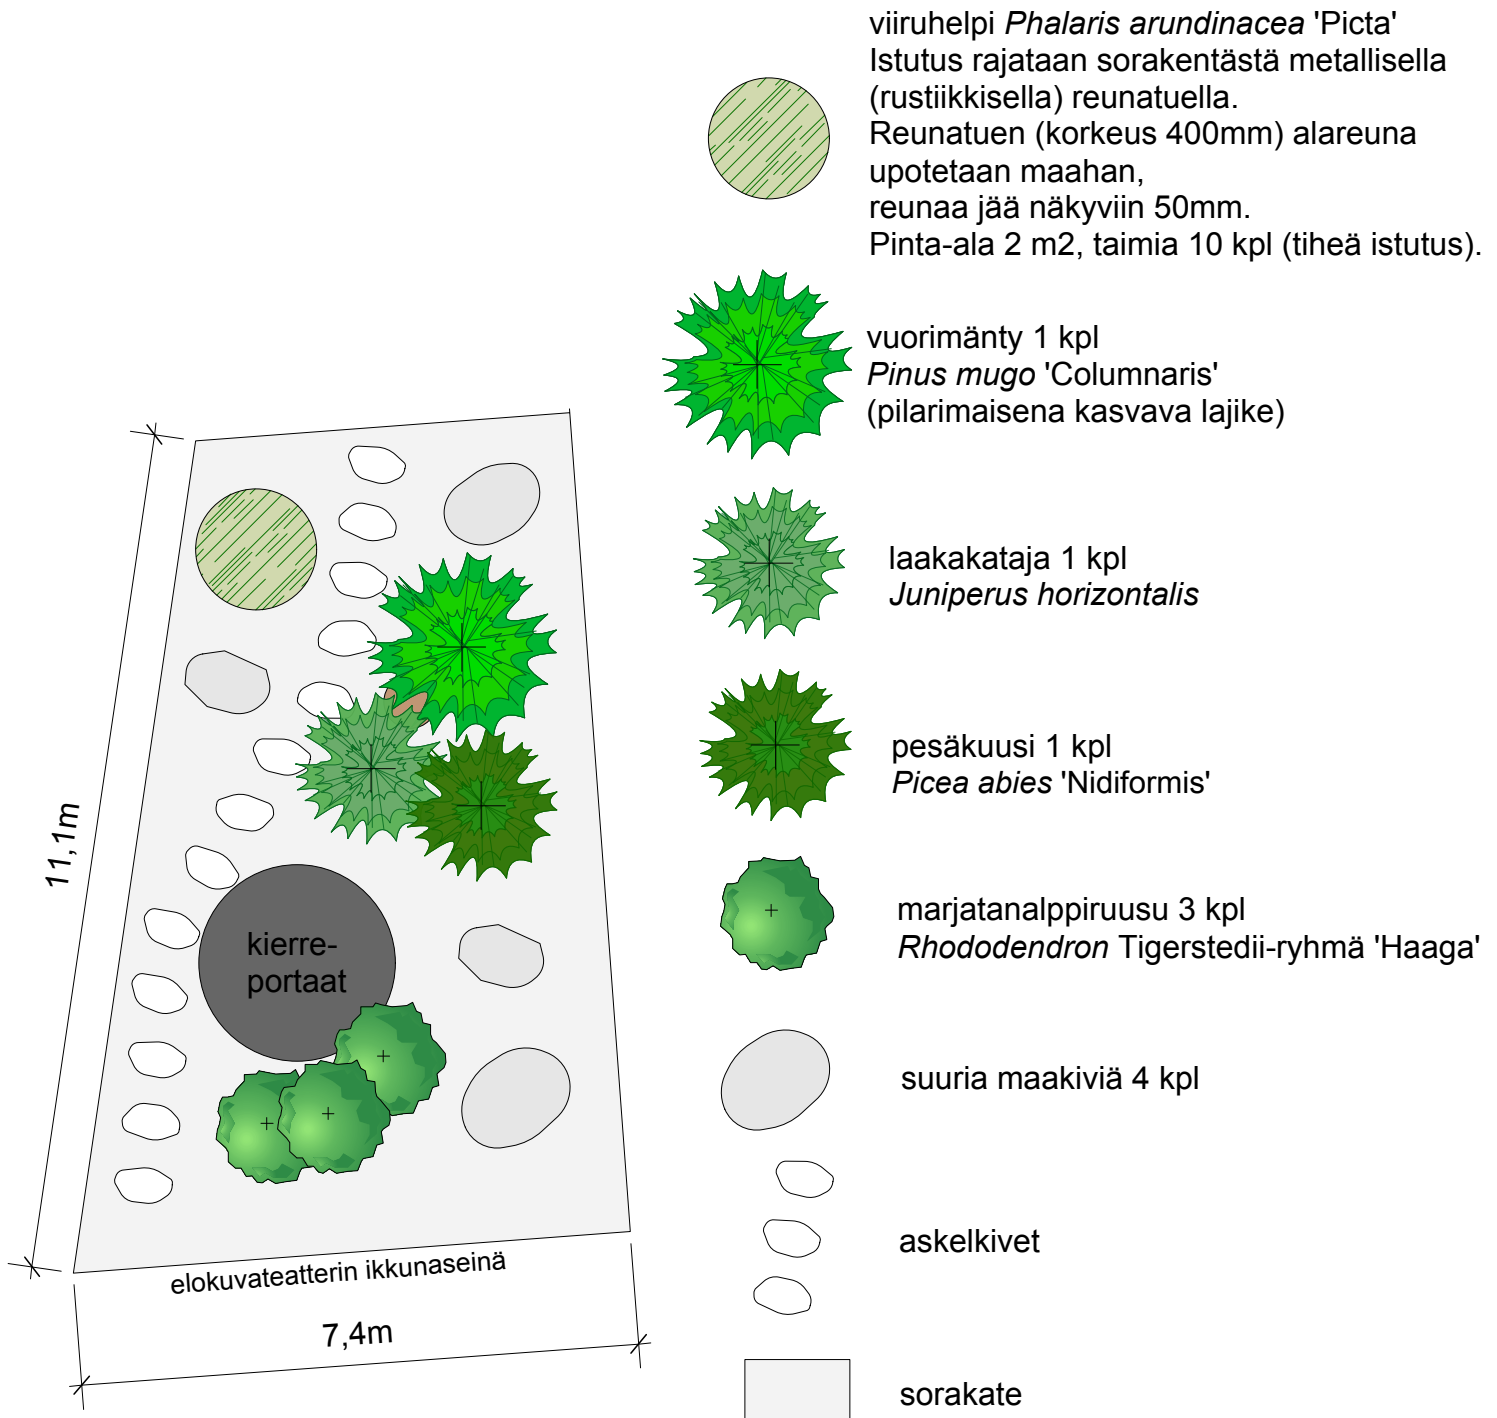 viiruhelpi Phalaris arundinacea 'Picta'
Istutus rajataan sorakentästä metallisella
(rustiikkisella) reunatuella.
Reunatuen (korkeus 400mm) alareuna
upotetaan maahan,
reunaa jää näkyviin 50mm.
Pinta-ala 2 m2, taimia 10 kpl (tiheä istutus).
vuorimänty 1 kpl
Pinus mugo 'Columnaris'
(pilarimaisena kasvava lajike)
laakakataja 1 kpl
Juniperus horizontalis
pesäkuusi 1 kpl
Picea abies 'Nidiformis'
marjatanalppiruusu 3 kpl
Rhododendron Tigerstedii-ryhmä 'Haaga'
suuria maakiviä 4 kpl
askelkivet
sorakate
11,1m
kierre-
portaat
elokuvateatterin ikkunaseinä
7,4m